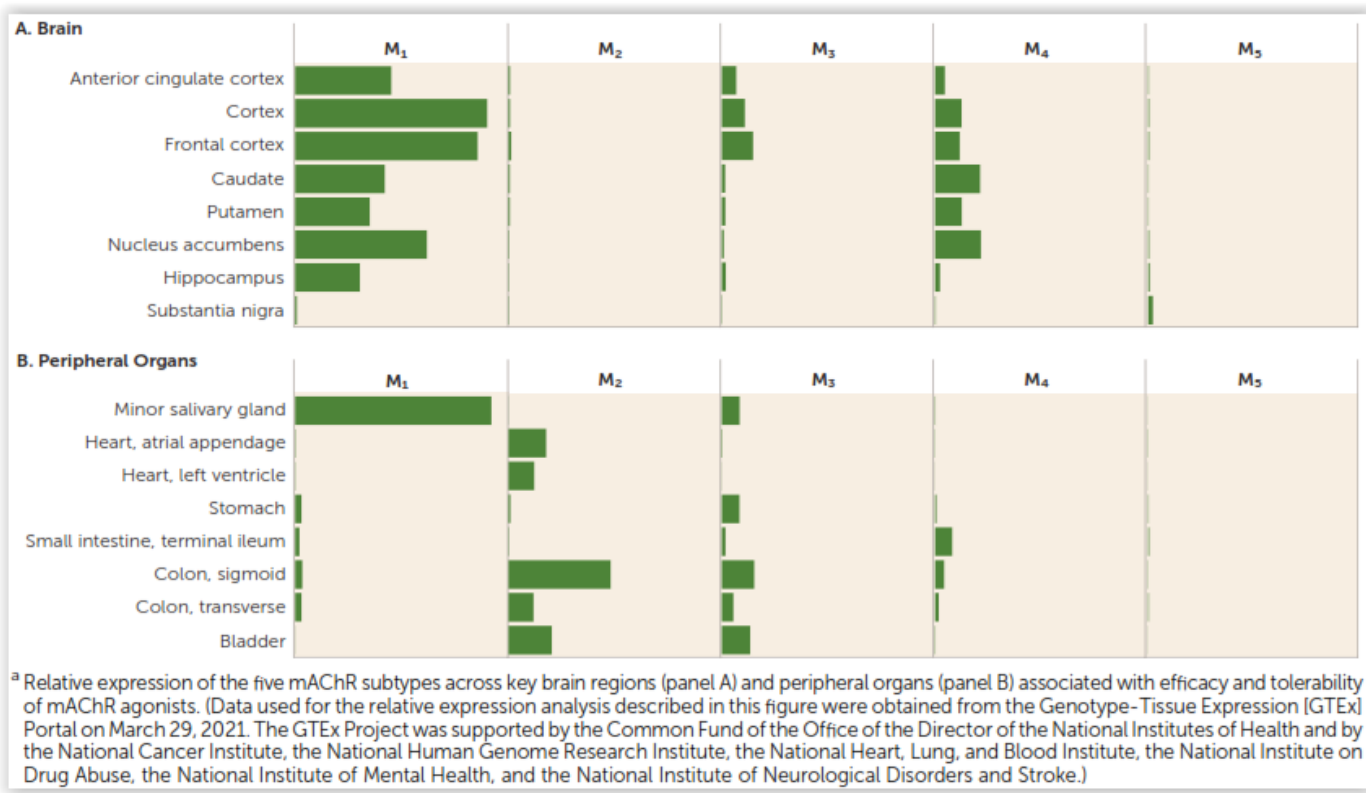 A. Brain
M₁ M₂ M₃ M₄ M₅
Anterior cingulate cortex
Cortex
Frontal cortex
Caudate
Putamen
Nucleus accumbens
Hippocampus
Substantia nigra
B. Peripheral Organs
M₁ M₂ M₃ M₄ M₅
Minor salivary gland
Heart, atrial appendage
Heart, left ventricle
Stomach
Small intestine, terminal ileum
Colon, sigmoid
Colon, transverse
Bladder
ᵃ Relative expression of the five mAChR subtypes across key brain regions (panel A) and peripheral organs (panel B) associated with efficacy and tolerability
of mAChR agonists. (Data used for the relative expression analysis described in this figure were obtained from the Genotype-Tissue Expression [GTEx]
Portal on March 29, 2021. The GTEx Project was supported by the Common Fund of the Office of the Director of the National Institutes of Health and by
the National Cancer Institute, the National Human Genome Research Institute, the National Heart, Lung, and Blood Institute, the National Institute on
Drug Abuse, the National Institute of Mental Health, and the National Institute of Neurological Disorders and Stroke.)